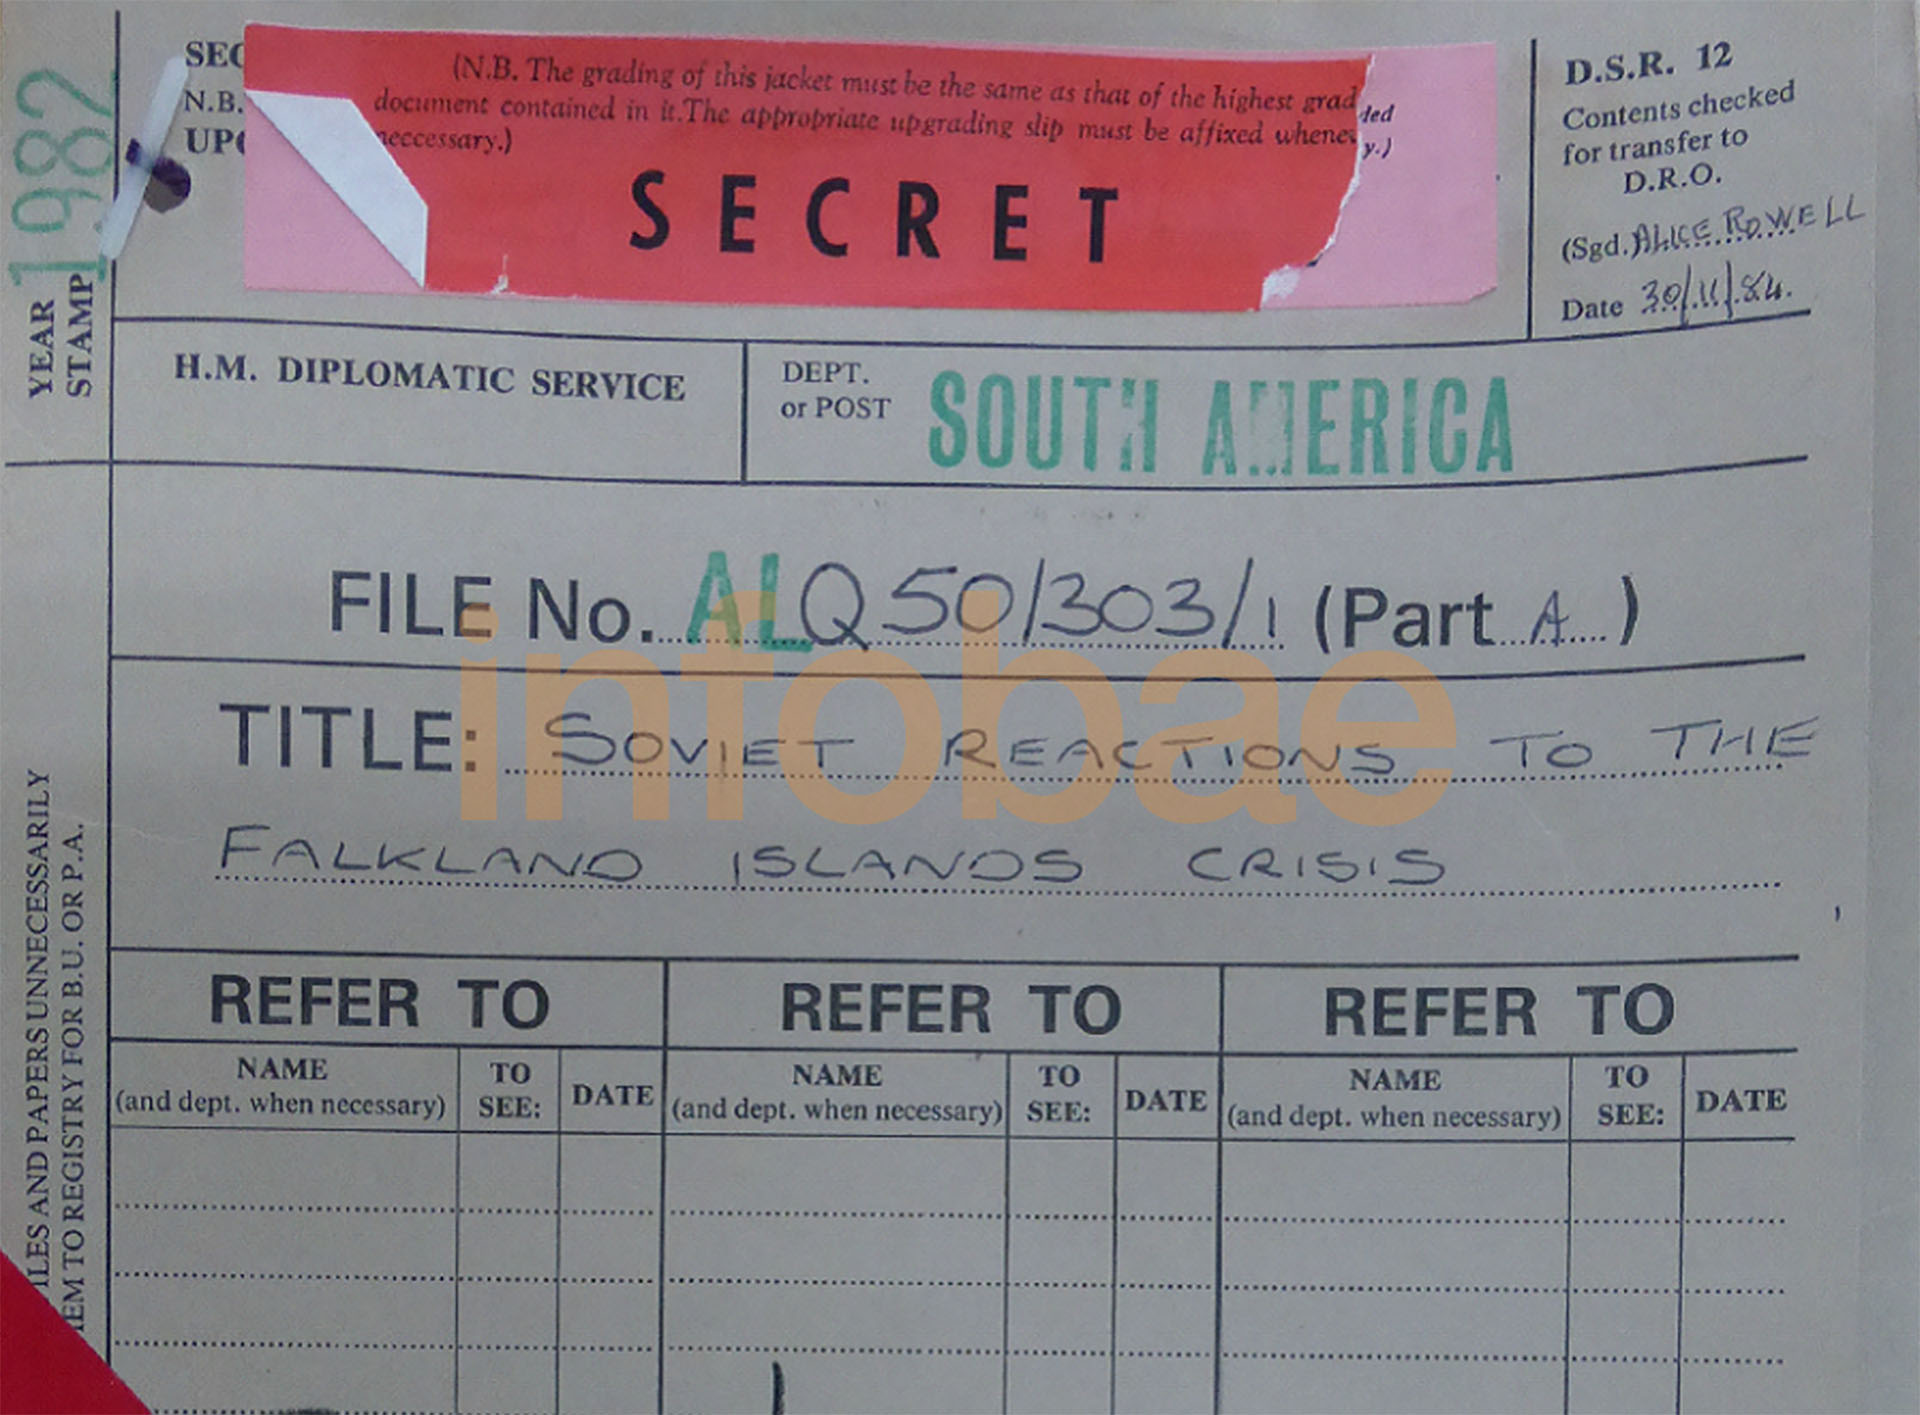 SEC
N.B.
UPG
(N.B. The grading of this jacket must be the same as that of the highest grad
document contained in it.The appropriate upgrading slip must be affixed whenev
neccessary.)
ded
y.)
SECRET
D.S.R. 12
Contents checked
for transfer to
D.R.O.
(Sgd. ALICE ROWELL
Date 30/11/84.
1982
YEAR
STAMP
H.M. DIPLOMATIC SERVICE
DEPT.
or POST
SOUTH AMERICA
FILE No. ALQ 50/303/1 (Part A )
infobae
TITLE: SOVIET REACTIONS TO THE
FALKLAND ISLANDS CRISIS
REFER TO REFER TO REFER TO
NAME TO NAME TO NAME TO
(and dept. when necessary) SEE: DATE (and dept. when necessary) SEE: DATE (and dept. when necessary) SEE: DATE
ILES AND PAPERS UNNECESSARILY
HEM TO REGISTRY FOR B.U. OR P.A.